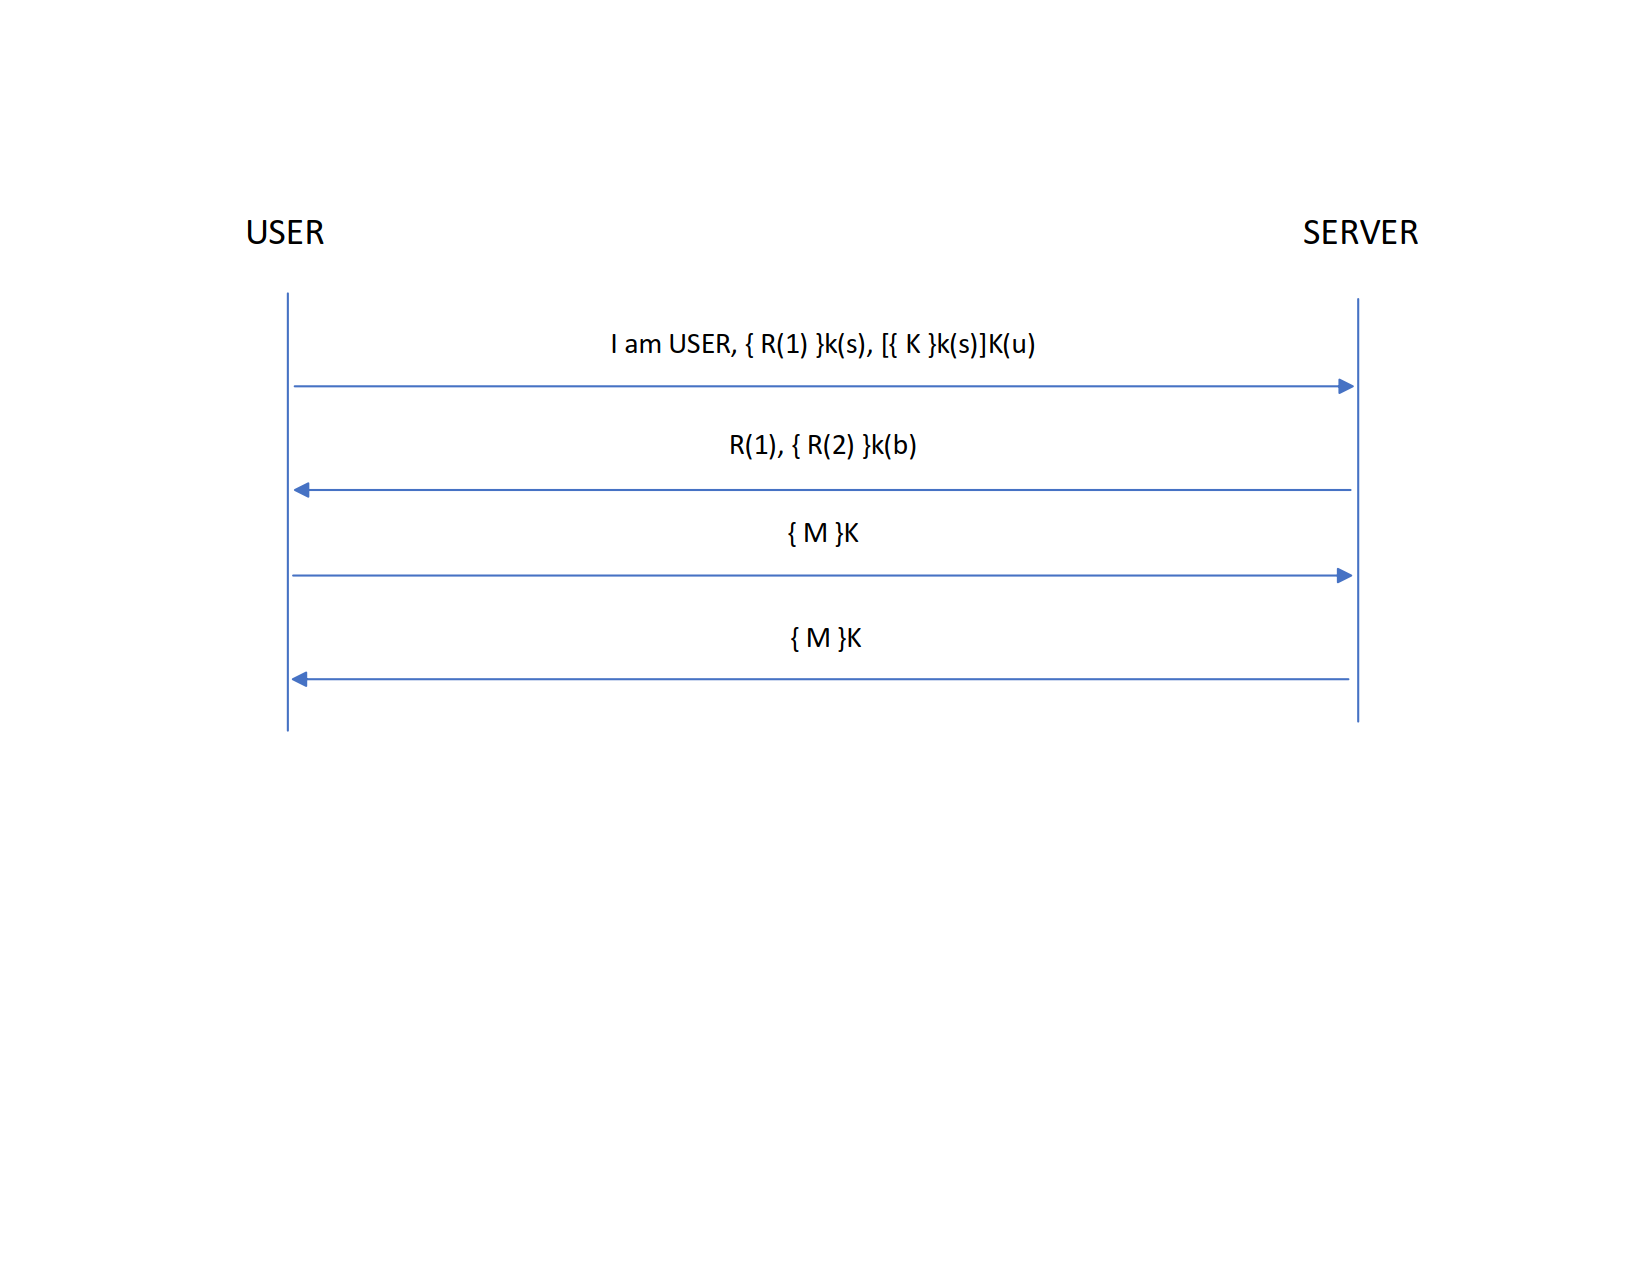 USER
SERVER
I am USER, { R(1) }k(s), [{ K }k(s)]K(u)
R(1), { R(2) }k(b)
{ M }K
{ M }K